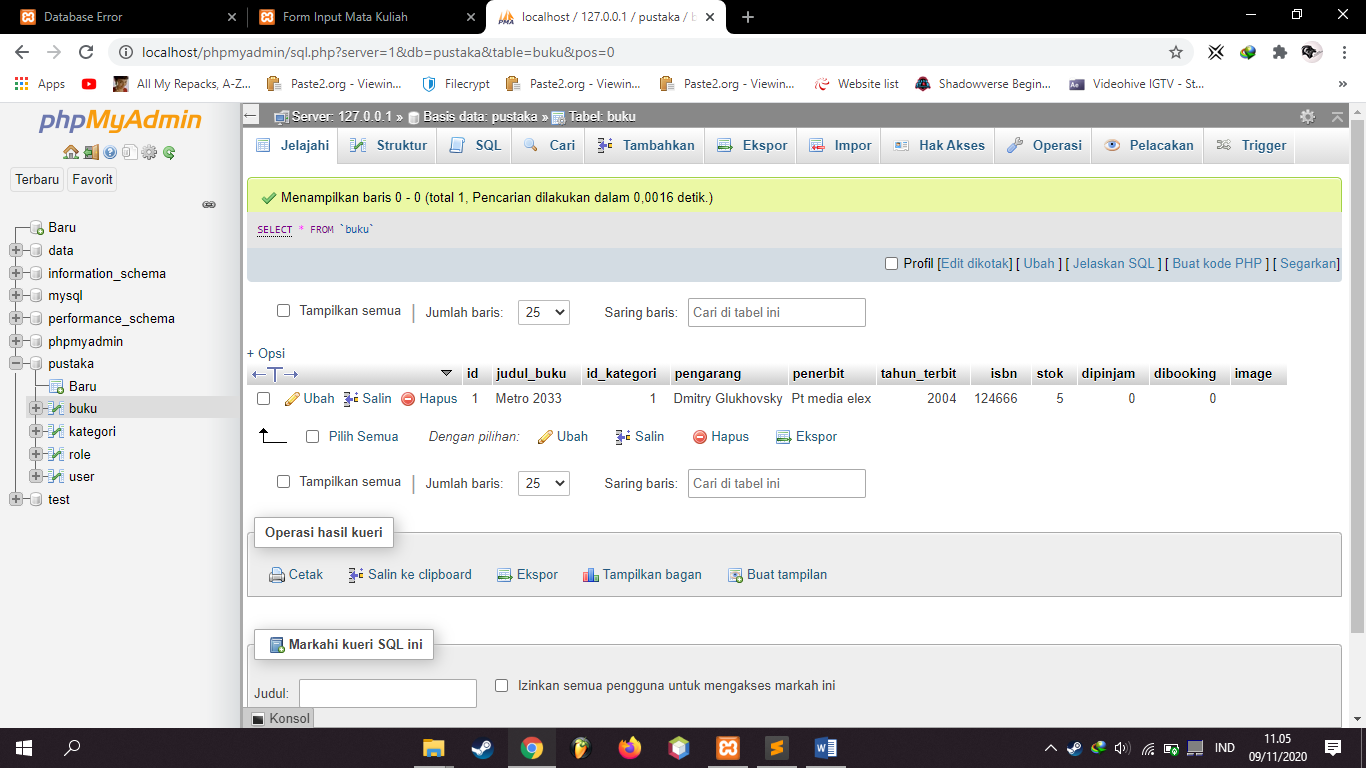 Database Error
Form Input Mata Kuliah
localhost / 127.0.0.1 / pustaka / b
localhost/phpmyadmin/sql.php?server=1&db=pustaka&table=buku&pos=0
Apps
All My Repacks, A-Z...
Paste2.org - Viewin...
Filecrypt
Paste2.org - Viewin...
Paste2.org - Viewin...
Website list
Shadowverse Begin...
Videohive IGTV - St...
»
phpMyAdmin
Terbaru Favorit
Baru
data
information_schema
mysql
performance_schema
phpmyadmin
pustaka
Baru
buku
kategori
role
user
test
Server: 127.0.0.1 » Basis data: pustaka » Tabel: buku
Jelajahi Struktur SQL Cari Tambahkan Ekspor Impor Hak Akses Operasi Pelacakan Trigger
Menampilkan baris 0 - 0 (total 1, Pencarian dilakukan dalam 0,0016 detik.)
SELECT * FROM `buku`
Profil [Edit dikotak] [ Ubah ] [ Jelaskan SQL ] [ Buat kode PHP ] [ Segarkan]
Tampilkan semua | Jumlah baris: 25 Saring baris: Cari di tabel ini
+ Opsi
id judul_buku id_kategori pengarang penerbit tahun_terbit isbn stok dipinjam dibooking image
Ubah Salin Hapus 1 Metro 2033 1 Dmitry Glukhovsky Pt media elex 2004 124666 5 0 0
Pilih Semua Dengan pilihan: Ubah Salin Hapus Ekspor
Tampilkan semua | Jumlah baris: 25 Saring baris: Cari di tabel ini
Operasi hasil kueri
Cetak Salin ke clipboard Ekspor Tampilkan bagan Buat tampilan
Markahi kueri SQL ini
Judul: Izinkan semua pengguna untuk mengakses markah ini
Konsol
IND
11.05
09/11/2020